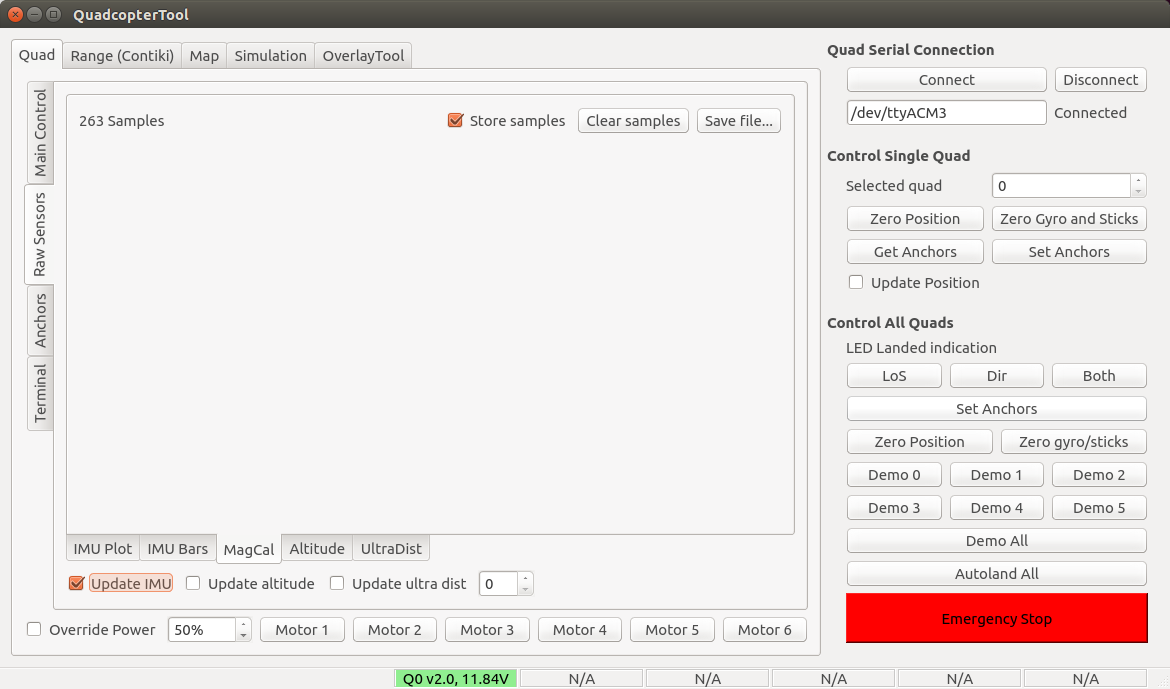 QuadcopterTool
Quad Range (Contiki) Map Simulation OverlayTool
Main Control
Raw Sensors
Anchors
Terminal
263 Samples Store samples Clear samples Save file...
IMU Plot IMU Bars MagCal Altitude UltraDist
Update IMU Update altitude Update ultra dist 0
Override Power 50% Motor 1 Motor 2 Motor 3 Motor 4 Motor 5 Motor 6
Quad Serial Connection
Connect Disconnect
/dev/ttyACM3 Connected
Control Single Quad
Selected quad 0
Zero Position Zero Gyro and Sticks
Get Anchors Set Anchors
Update Position
Control All Quads
LED Landed indication
LoS Dir Both
Set Anchors
Zero Position Zero gyro/sticks
Demo 0 Demo 1 Demo 2
Demo 3 Demo 4 Demo 5
Demo All
Autoland All
Emergency Stop
Q0 v2.0, 11.84V N/A N/A N/A N/A N/A